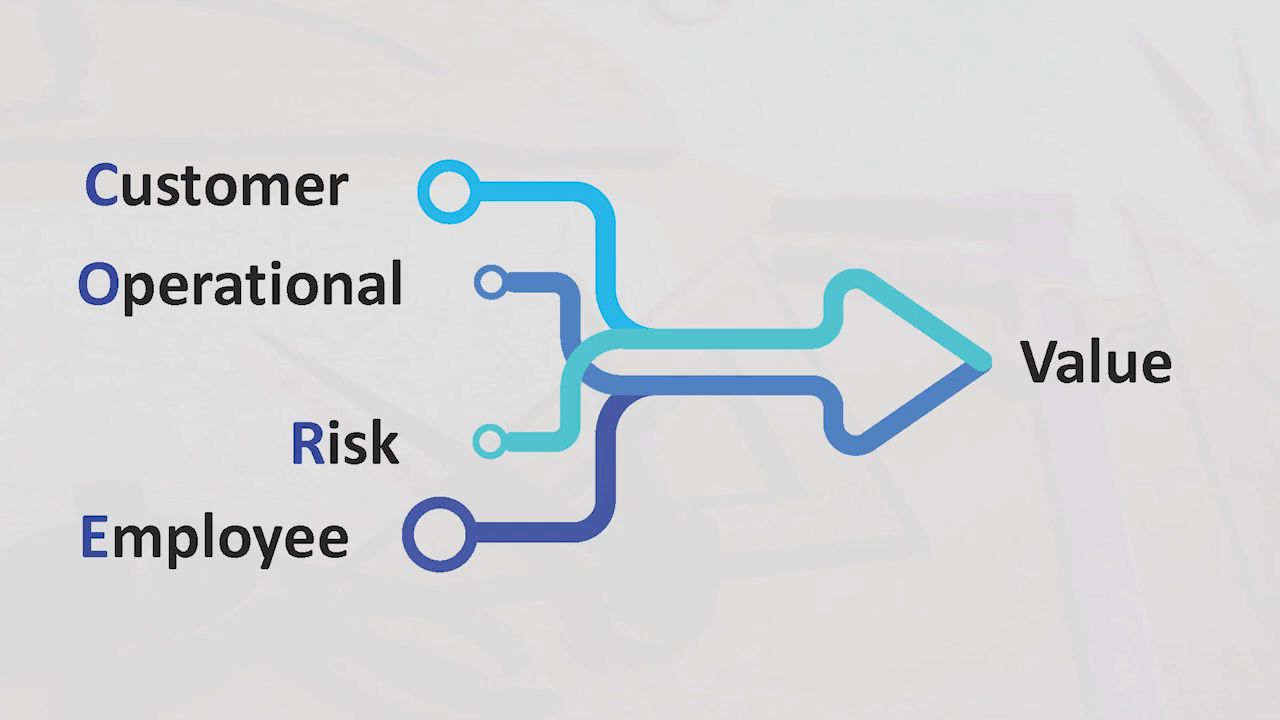 Customer
Operational
Risk
Employee
Value